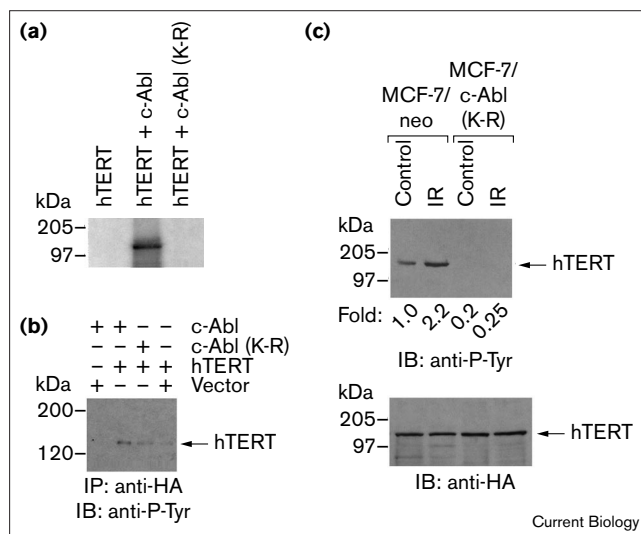 (a)
hTERT
hTERT + c-Abl
hTERT + c-Abl (K-R)
kDa
205
97
(b)
+ + – – c-Abl
– – + – c-Abl (K-R)
– + + + hTERT
+ – – + Vector
kDa
200
120
hTERT
IP: anti-HA
IB: anti-P-Tyr
(c)
MCF-7/
neo
MCF-7/
c-Abl
(K-R)
Control
IR
Control
IR
kDa
205
97
hTERT
Fold: 1.0 2.2 0.2 0.25
IB: anti-P-Tyr
kDa
205
97
hTERT
IB: anti-HA
Current Biology